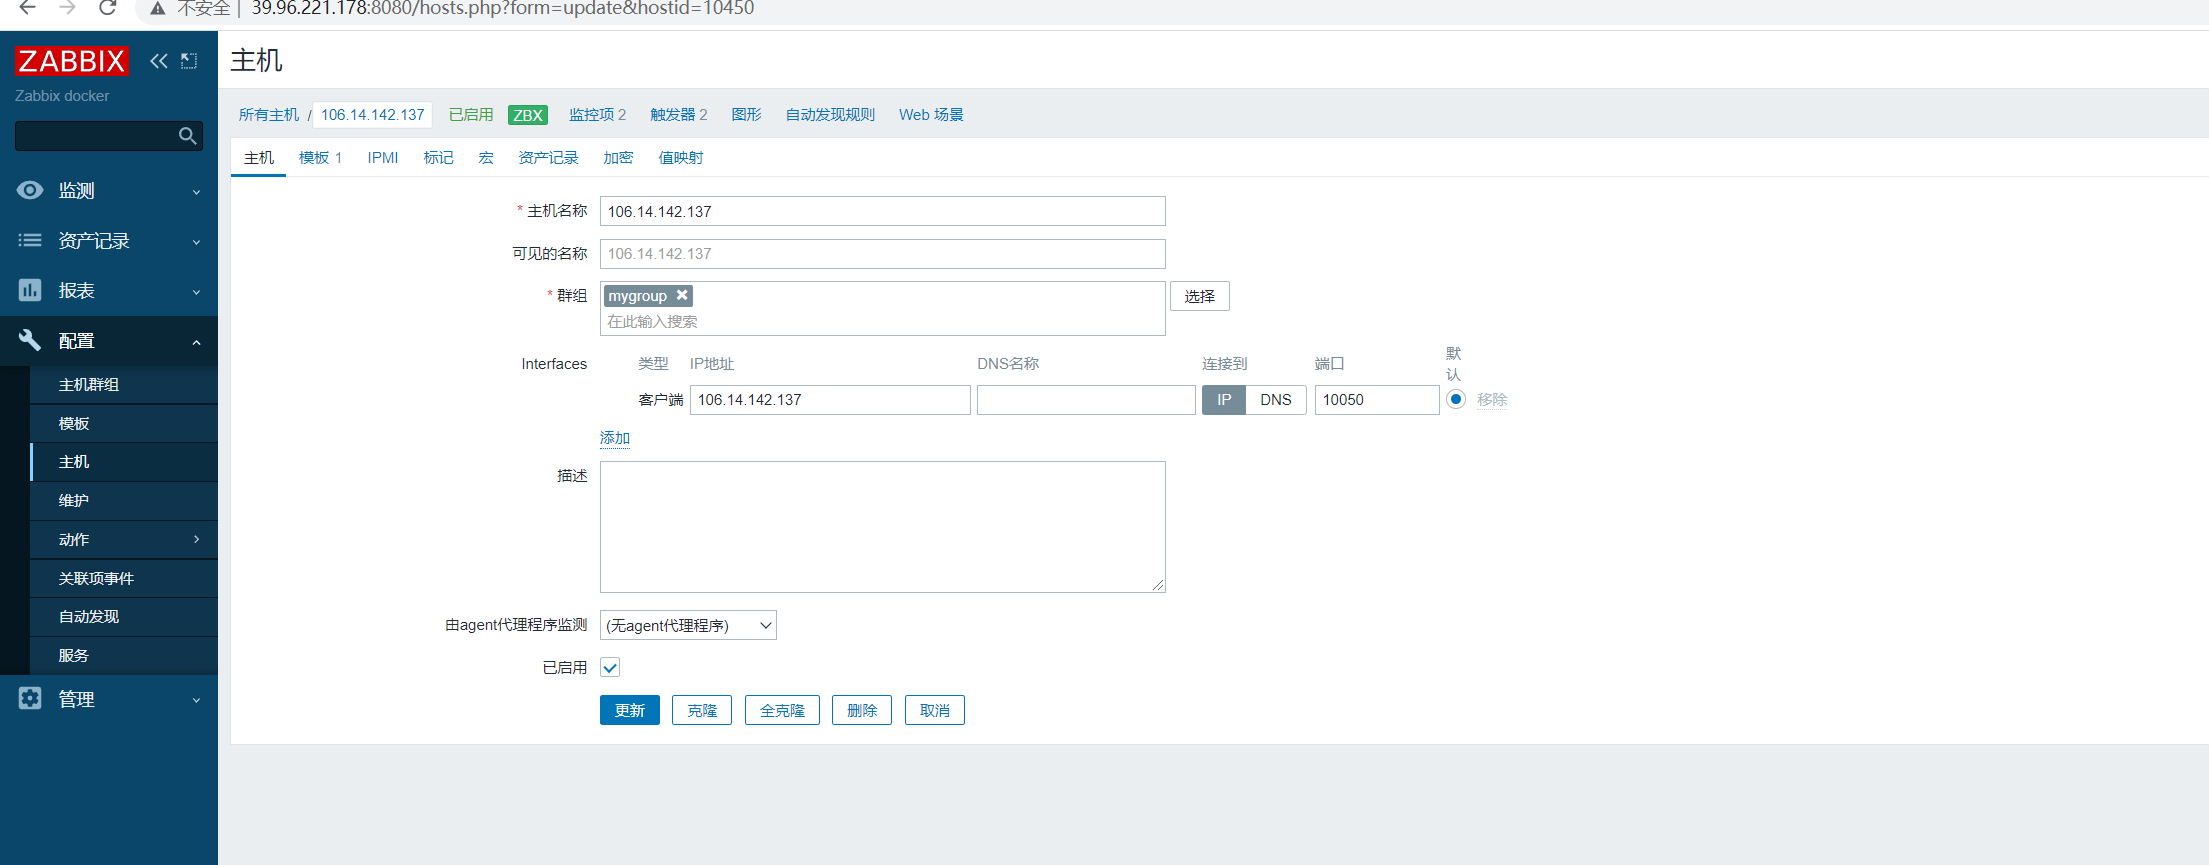 不安全 | 39.96.221.178:8080/hosts.php?form=update&hostid=10450
ZABBIX
Zabbix docker
监测
资产记录
报表
配置
主机群组
模板
主机
维护
动作
关联项事件
自动发现
服务
管理
主机
所有主机 / 106.14.142.137 已启用 ZBX 监控项 2 触发器 2 图形 自动发现规则 Web 场景
主机 模板 1 IPMI 标记 宏 资产记录 加密 值映射
* 主机名称 106.14.142.137
可见的名称 106.14.142.137
* 群组 mygroup 选择
在此输入搜索
Interfaces 类型 IP地址 DNS名称 连接到 端口 默认
客户端 106.14.142.137 IP DNS 10050 移除
添加
描述
由agent代理程序监测 (无agent代理程序)
已启用
更新 克隆 全克隆 删除 取消